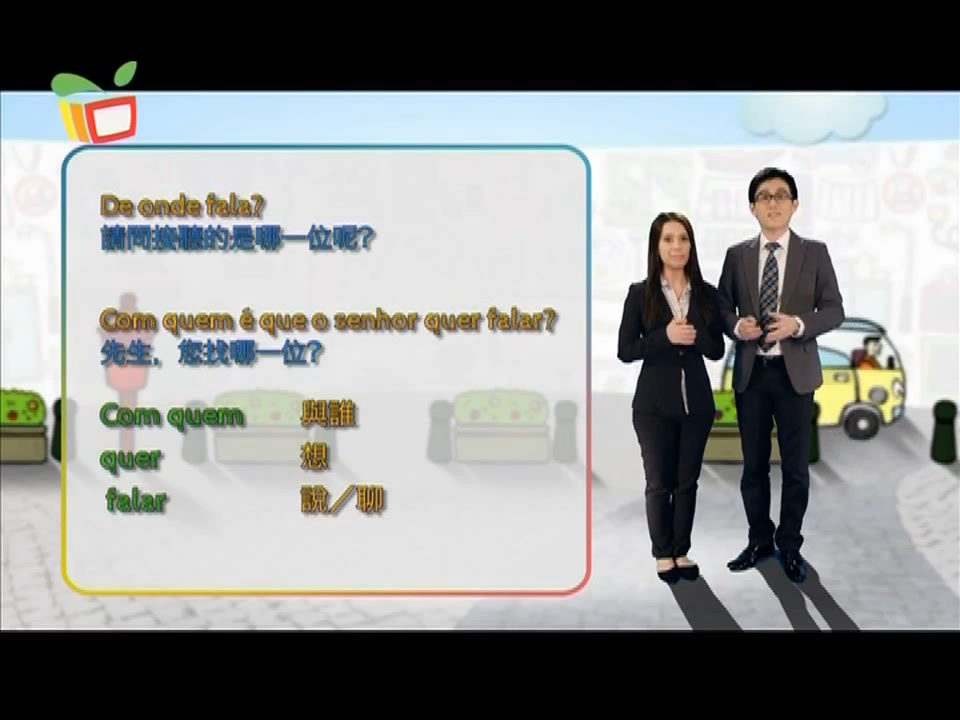 De onde fala?
請問接聽的是哪一位呢?
Com quem é que o senhor quer falar?
先生，您找哪一位?
Com quem 與誰
quer 想
falar 說／聊